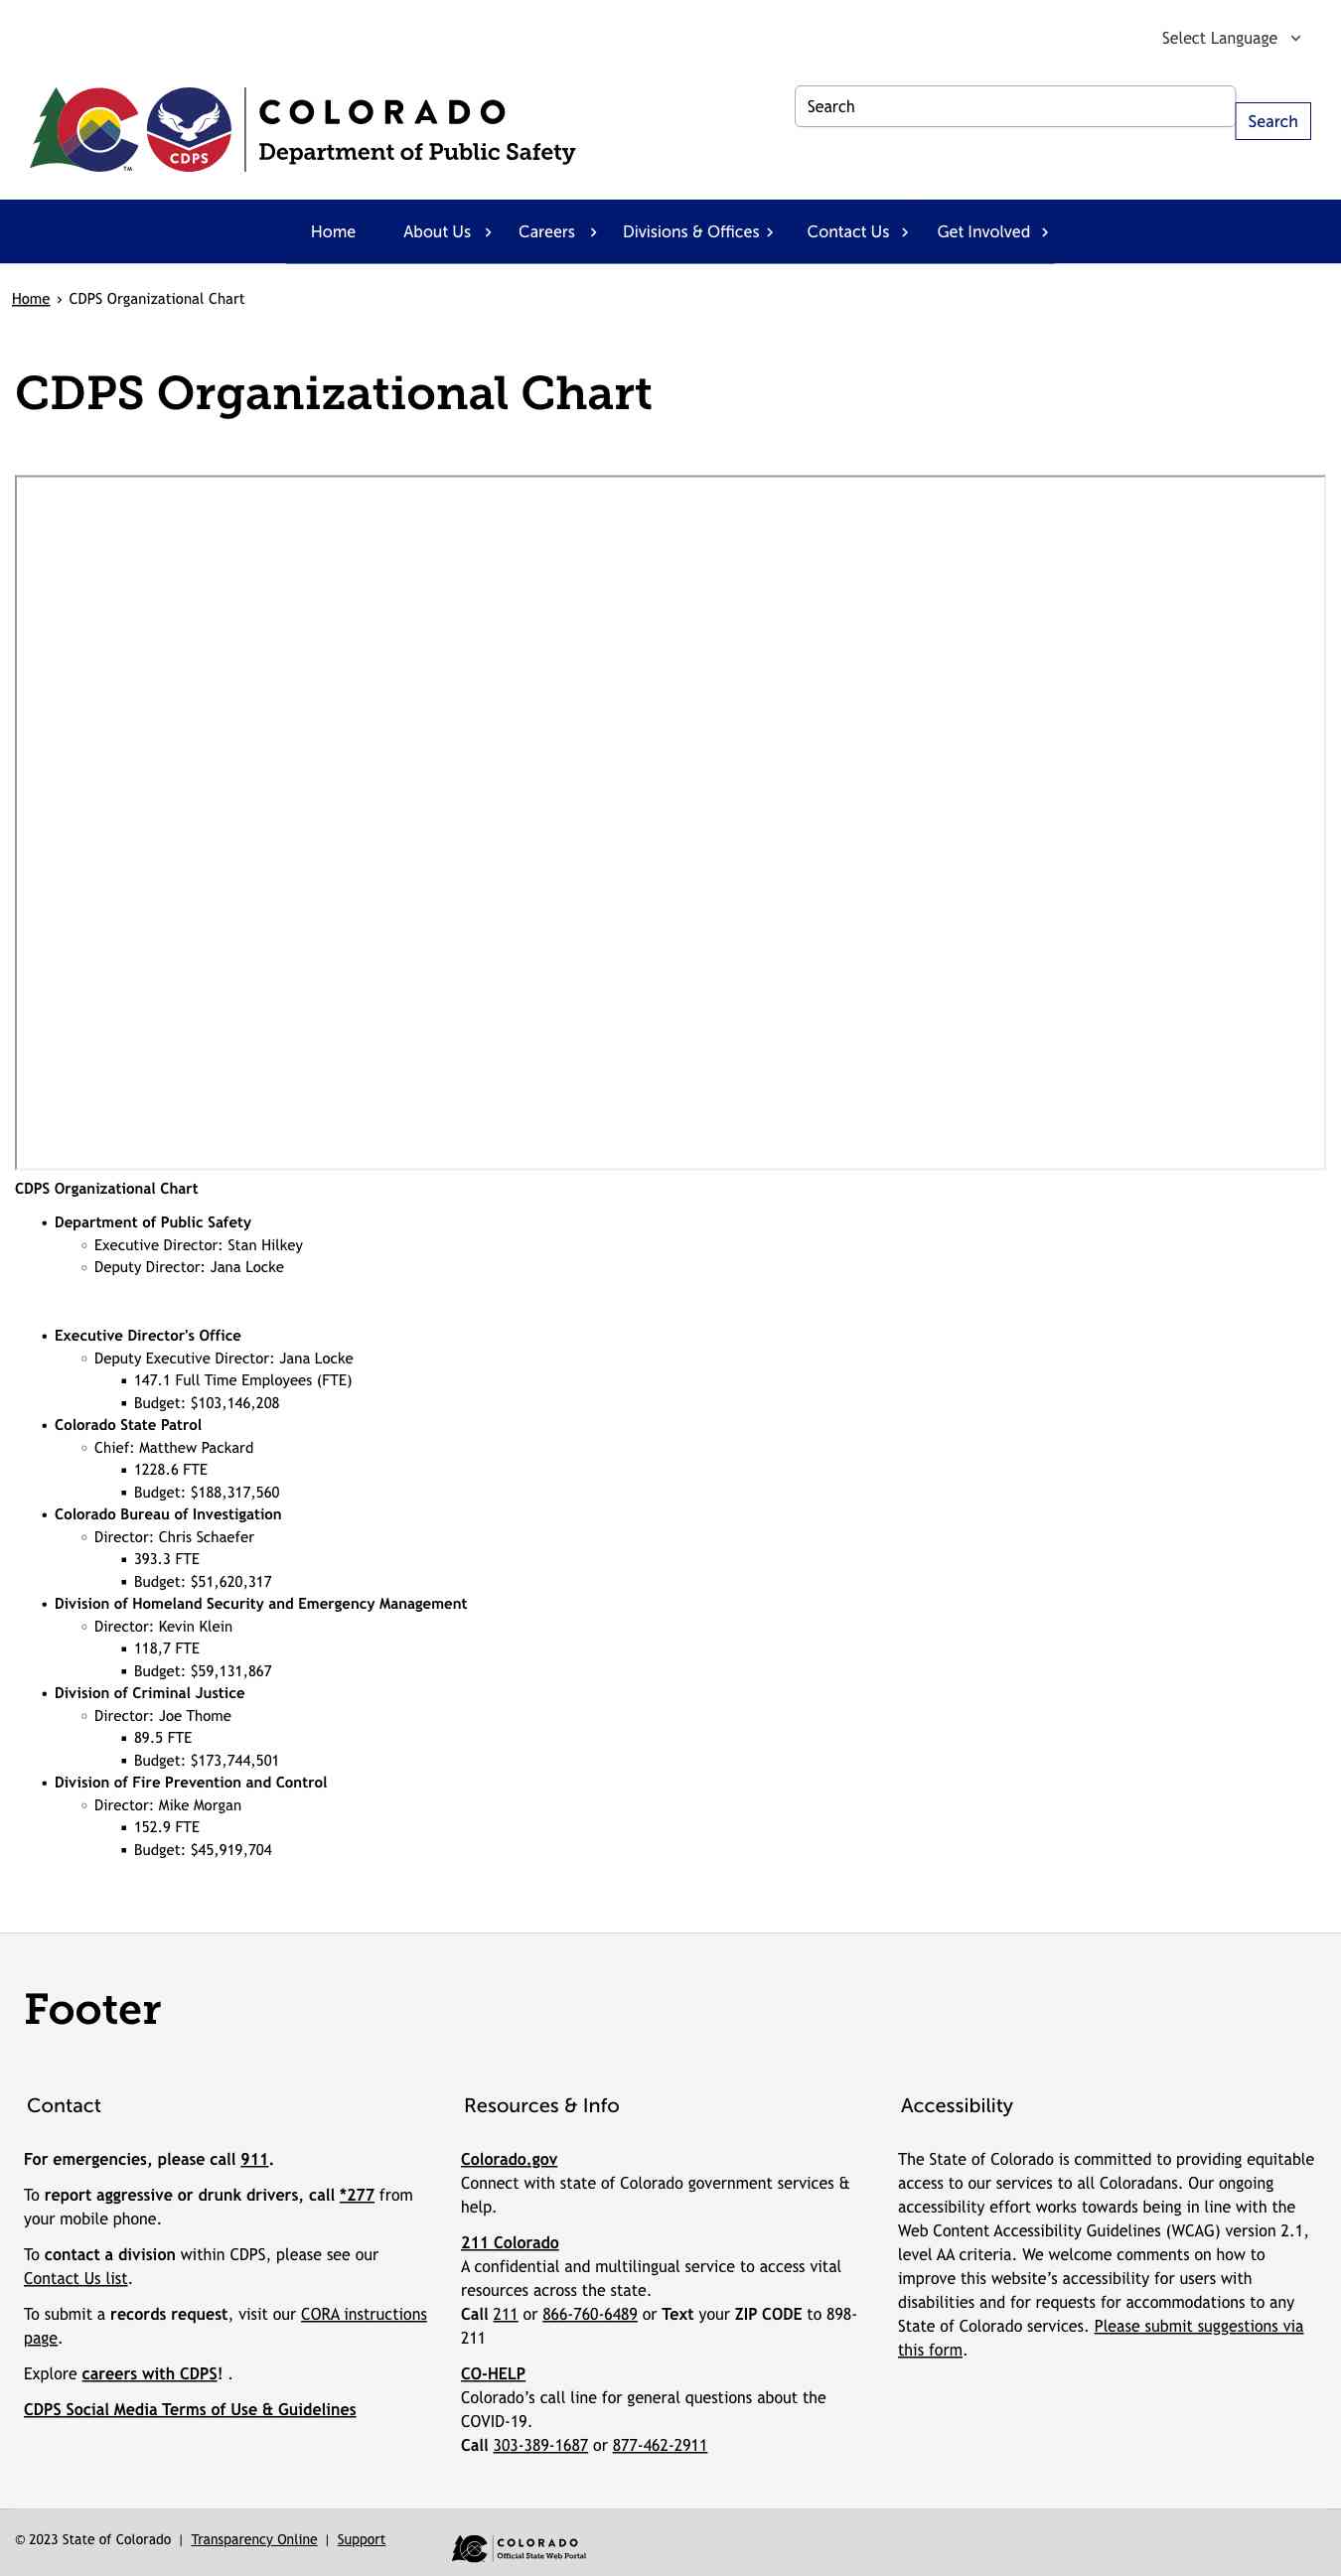 Select Language
COLORADO
Department of Public Safety
CDPS
TM
Search
Search
Home
About Us
Careers
Divisions & Offices
Contact Us
Get Involved
Home › CDPS Organizational Chart
CDPS Organizational Chart
CDPS Organizational Chart
• Department of Public Safety
Executive Director: Stan Hilkey
Deputy Director: Jana Locke
• Executive Director's Office
Deputy Executive Director: Jana Locke
147.1 Full Time Employees (FTE)
Budget: $103,146,208
• Colorado State Patrol
Chief: Matthew Packard
1228.6 FTE
Budget: $188,317,560
• Colorado Bureau of Investigation
Director: Chris Schaefer
393.3 FTE
Budget: $51,620,317
• Division of Homeland Security and Emergency Management
Director: Kevin Klein
118,7 FTE
Budget: $59,131,867
• Division of Criminal Justice
Director: Joe Thome
89.5 FTE
Budget: $173,744,501
• Division of Fire Prevention and Control
Director: Mike Morgan
152.9 FTE
Budget: $45,919,704
Footer
Contact
For emergencies, please call 911.
To report aggressive or drunk drivers, call *277 from
your mobile phone.
To contact a division within CDPS, please see our
Contact Us list.
To submit a records request, visit our CORA instructions
page.
Explore careers with CDPS! .
CDPS Social Media Terms of Use & Guidelines
Resources & Info
Colorado.gov
Connect with state of Colorado government services &
help.
211 Colorado
A confidential and multilingual service to access vital
resources across the state.
Call 211 or 866-760-6489 or Text your ZIP CODE to 898-
211
CO-HELP
Colorado’s call line for general questions about the
COVID-19.
Call 303-389-1687 or 877-462-2911
Accessibility
The State of Colorado is committed to providing equitable
access to our services to all Coloradans. Our ongoing
accessibility effort works towards being in line with the
Web Content Accessibility Guidelines (WCAG) version 2.1,
level AA criteria. We welcome comments on how to
improve this website’s accessibility for users with
disabilities and for requests for accommodations to any
State of Colorado services. Please submit suggestions via
this form.
© 2023 State of Colorado | Transparency Online | Support
COLORADO
Official State Web Portal